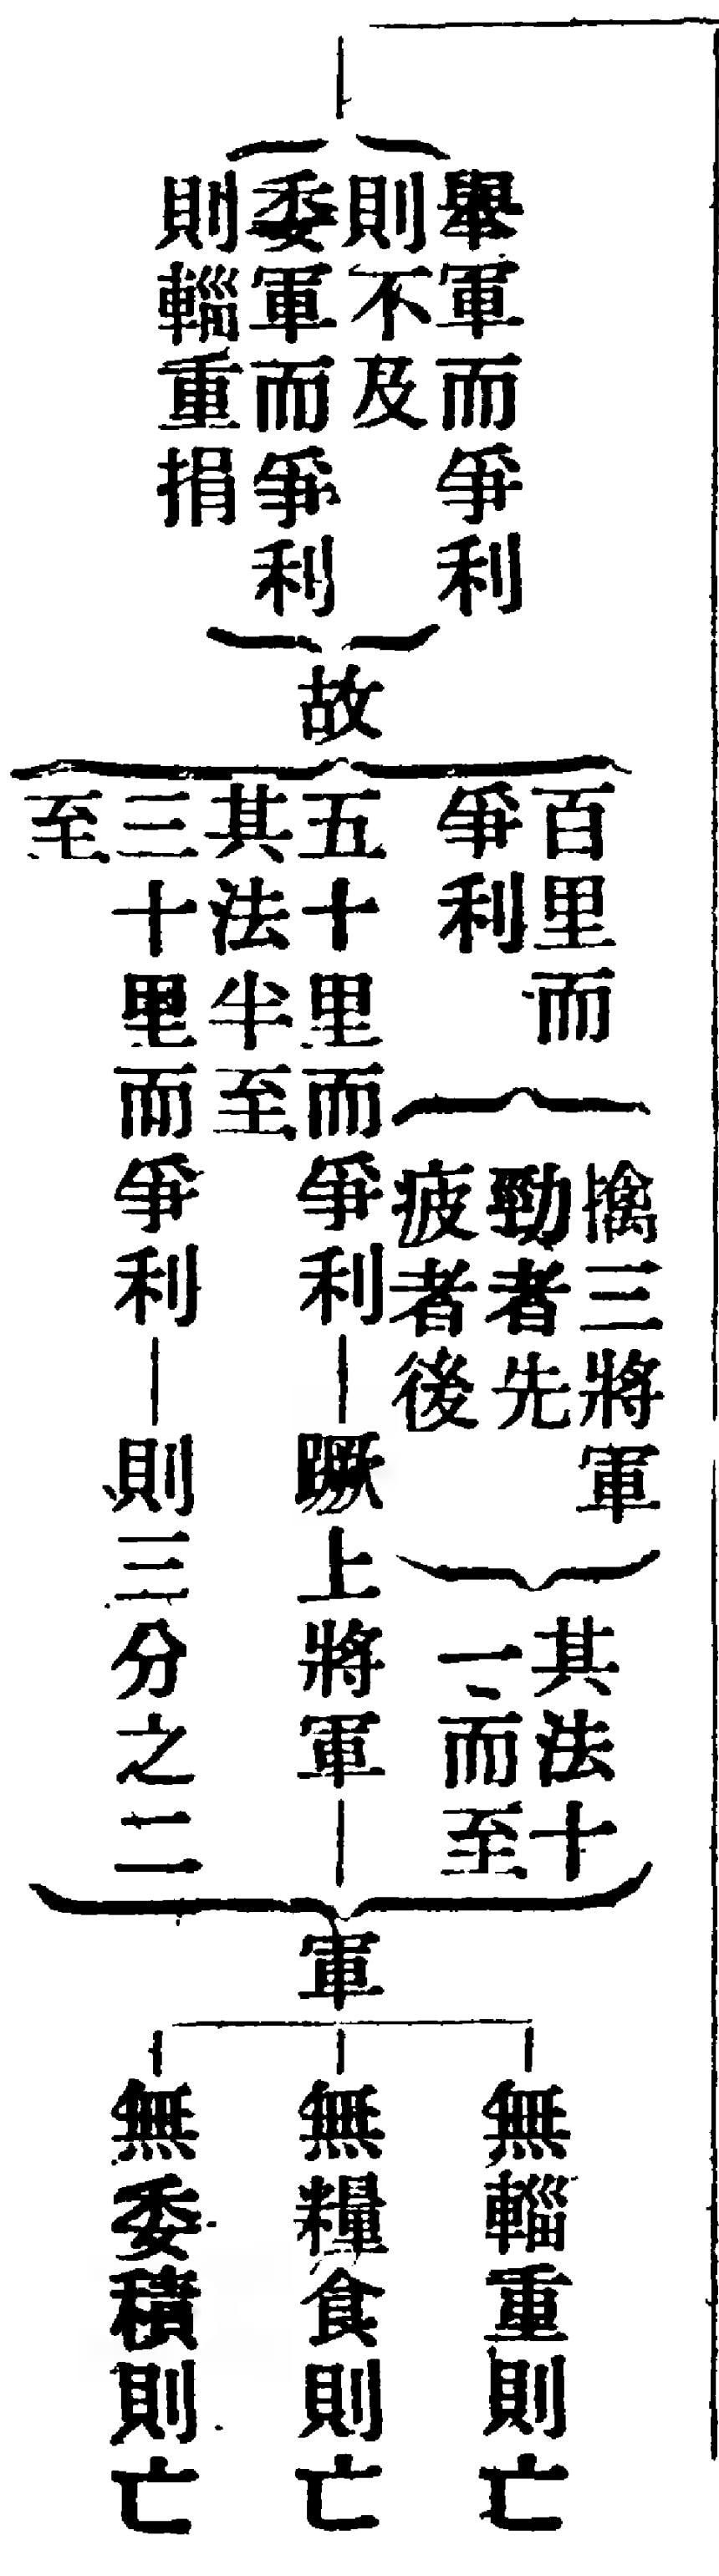 舉軍而爭利
則不及
委軍而爭利
則輜重捐
故
百里而
爭利
擒三將軍
勁者先
疲者後
其法十
一而至
五十里而爭利
蹶上將軍
其法半至
三十里而爭利
則三分之二
至
軍
無輜重則亡
無糧食則亡
無委積則亡